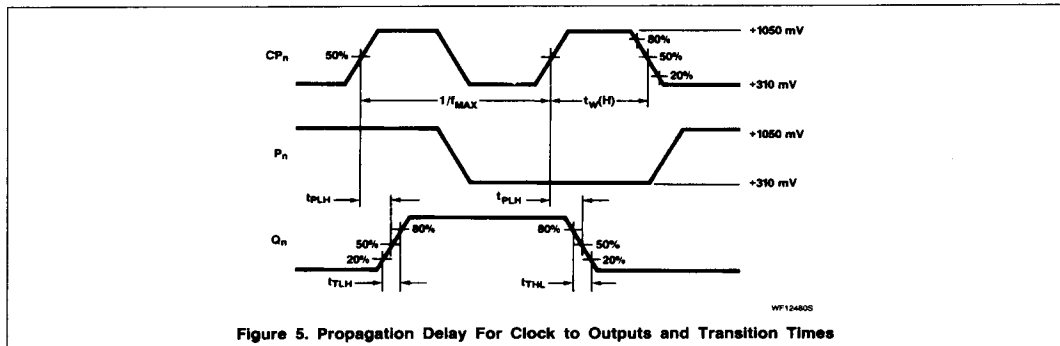 +1050 mV
80%
CPn
50%
50%
20%
+310 mV
1/fMAX
tW(H)
+1050 mV
Pn
+310 mV
tPLH
tPLH
80%
80%
Qn
50%
50%
20%
20%
tTLH
tTHL
WF12480S
Figure 5. Propagation Delay For Clock to Outputs and Transition Times